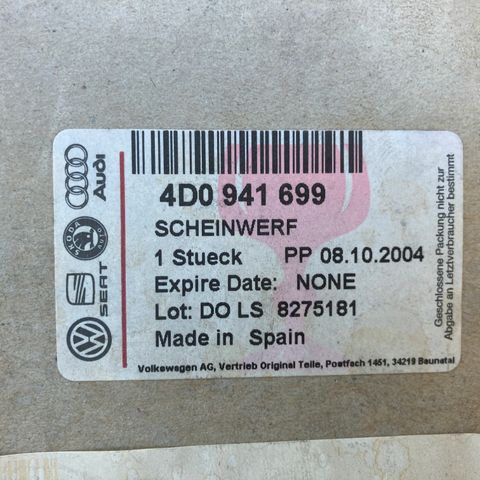 4D0 941 699
SCHEINWERF
1 Stueck PP 08.10.2004
Expire Date: NONE
Lot: DO LS 8275181
Made in Spain
Volkswagen AG, Vertrieb Original Teile, Postfach 1451, 34219 Baunatal
Audi
SKODA
AUTO
SEAT
Geschlossene Packung nicht zur
Abgabe an Letztverbraucher bestimmt